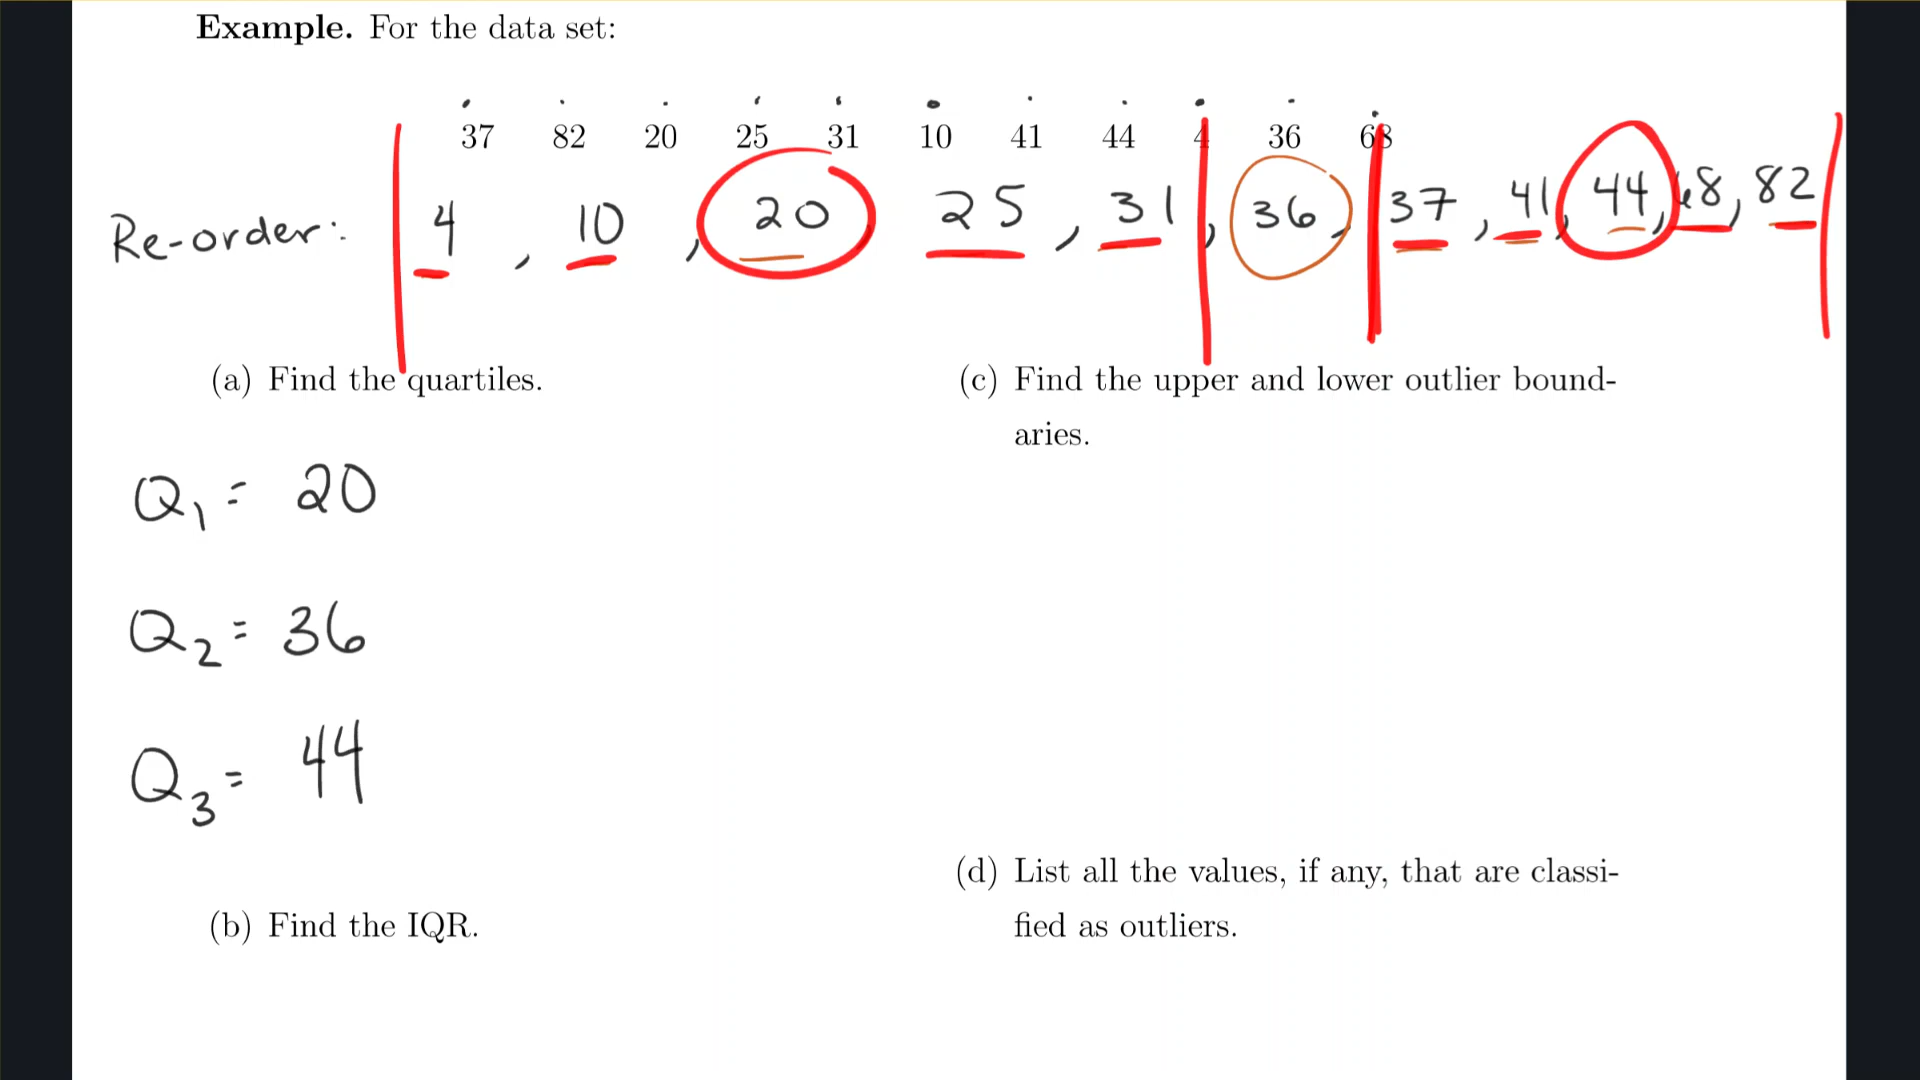 Example. For the data set:
37 82 20 25 31 10 41 44 4 36 68
Re-order: 4, 10, 20 25, 31, 36, 37, 41, 44, 68, 82
(a) Find the quartiles.
Q1 = 20
Q2 = 36
Q3 = 44
(b) Find the IQR.
(c) Find the upper and lower outlier bound-
aries.
(d) List all the values, if any, that are classi-
fied as outliers.